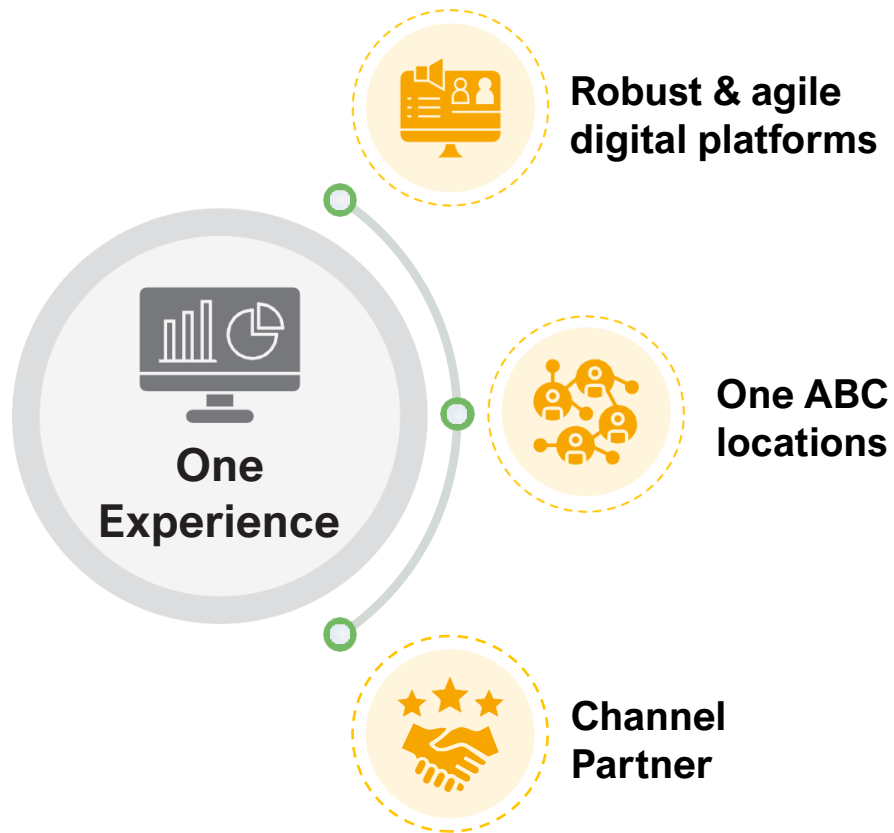 Robust & agile
digital platforms
One
Experience
One ABC
locations
Channel
Partner